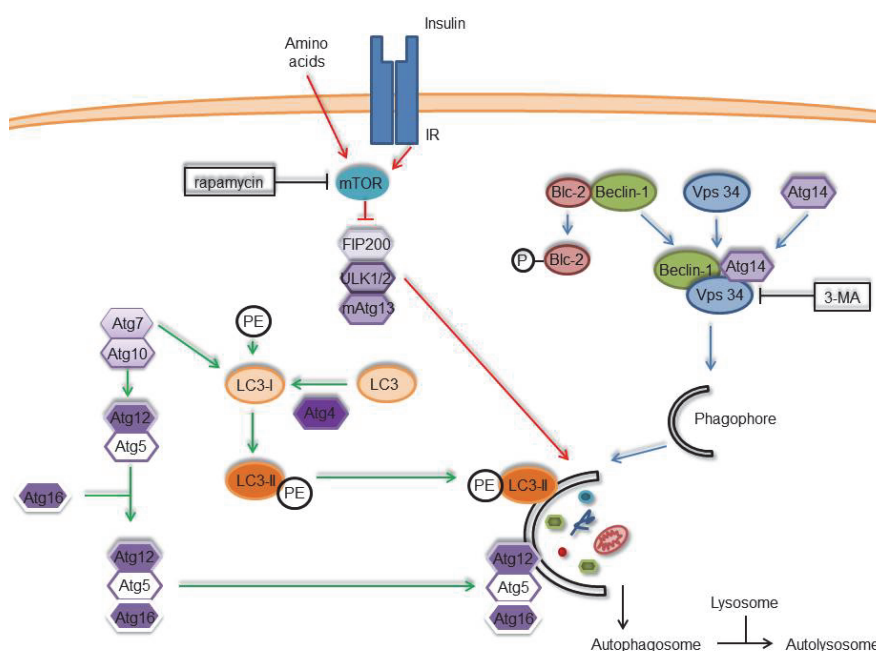 Insulin
Amino
acids
IR
rapamycin
mTOR
FIP200
ULK1/2
mAtg13
Blc-2
Beclin-1
Vps 34
Atg14
P
Blc-2
Beclin-1
Atg14
Vps 34
3-MA
Phagophore
Atg7
Atg10
PE
LC3-I
LC3
Atg4
Atg12
Atg5
LC3-II
PE
PE
LC3-II
Atg16
Atg12
Atg5
Atg16
Atg12
Atg5
Atg16
Lysosome
Autophagosome
Autolysosome